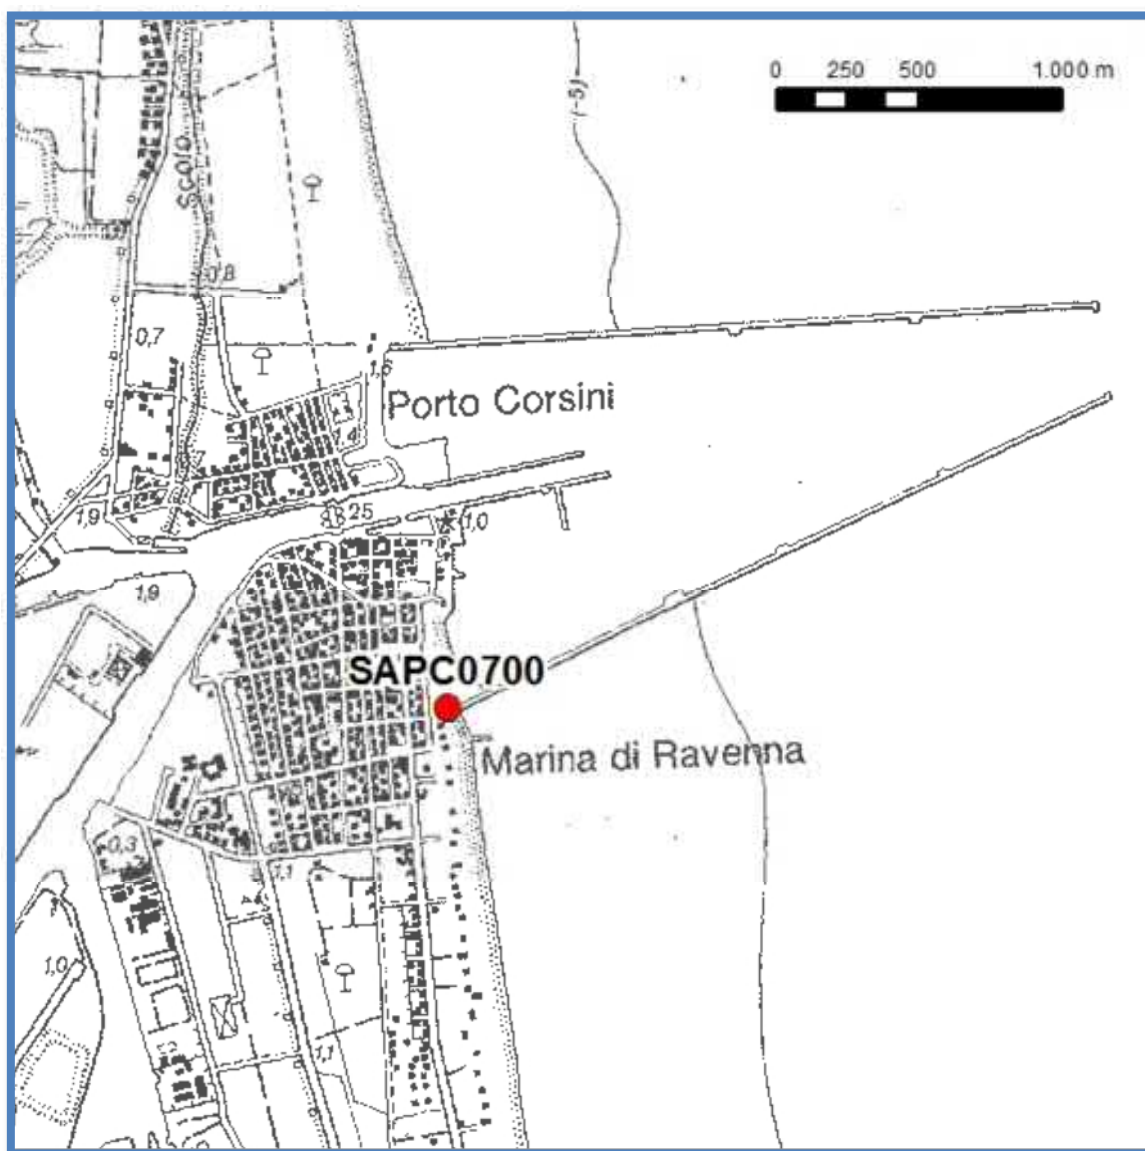 0 250 500 1.000 m
(-5)
Scolo
0,8
0,7
1,6
Porto Corsini
1,4
25
1,0
1,9
1,9
SAPC0700
Marina di Ravenna
0,3
1,1
1,0
1,1